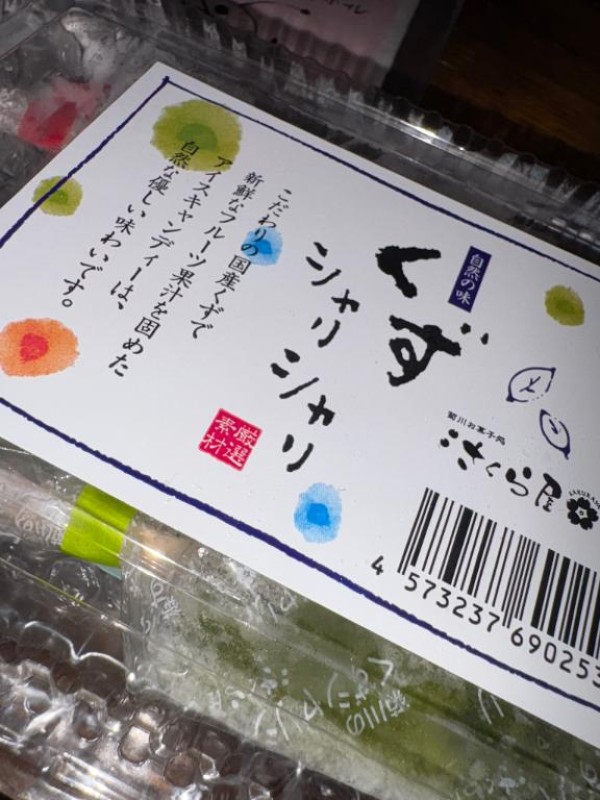 自然の味
くず
シャリシャリ
こだわりの国産くずで
新鮮なフルーツ果汁を固めた
アイスキャンディーは、
自然な優しい味わいです。
厳選
素材
菊川お菓子処
さくら屋
4 573237 690253